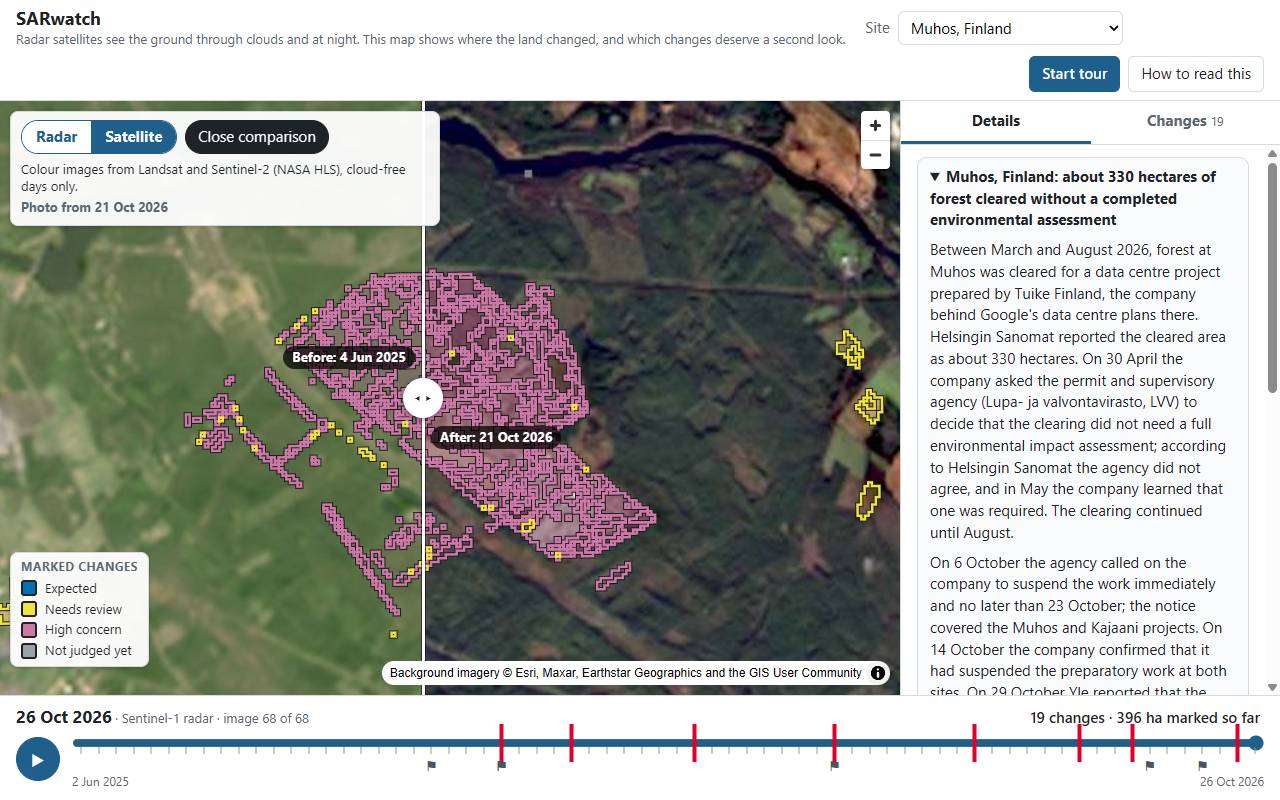 SARwatch
Radar satellites see the ground through clouds and at night. This map shows where the land changed, and which changes deserve a second look.
Site
Muhos, Finland
Start tour
How to read this
Radar
Satellite
Close comparison
Colour images from Landsat and Sentinel-2 (NASA HLS), cloud-free
days only.
Photo from 21 Oct 2026
+
−
Before: 4 Jun 2025
After: 21 Oct 2026
MARKED CHANGES
Expected
Needs review
High concern
Not judged yet
Background imagery © Esri, Maxar, Earthstar Geographics and the GIS User Community
Details
Changes 19
Muhos, Finland: about 330 hectares of
forest cleared without a completed
environmental assessment
Between March and August 2026, forest at
Muhos was cleared for a data centre project
prepared by Tuike Finland, the company
behind Google's data centre plans there.
Helsingin Sanomat reported the cleared area
as about 330 hectares. On 30 April the
company asked the permit and supervisory
agency (Lupa- ja valvontavirasto, LVV) to
decide that the clearing did not need a full
environmental impact assessment; according
to Helsingin Sanomat the agency did not
agree, and in May the company learned that
one was required. The clearing continued
until August.
On 6 October the agency called on the
company to suspend the work immediately
and no later than 23 October; the notice
covered the Muhos and Kajaani projects. On
14 October the company confirmed that it
had suspended the preparatory work at both
sites. On 29 October Yle reported that the
26 Oct 2026 · Sentinel-1 radar · image 68 of 68
19 changes · 396 ha marked so far
2 Jun 2025
26 Oct 2026